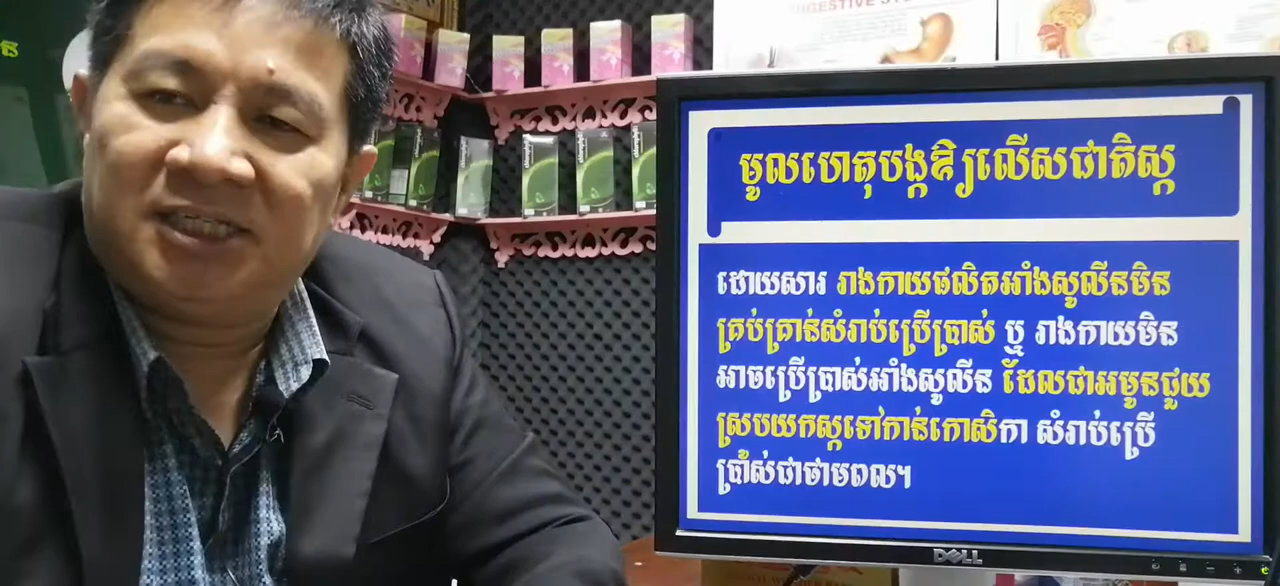 DIGESTIVE
មូលហេតុបង្កឱ្យលើសជាតិស្ករ
ដោយសារ រាងកាយផលិតអាំងសូលីនមិន
គ្រប់គ្រាន់សំរាប់ប្រើប្រាស់ ឬ រាងកាយមិន
អាចប្រើប្រាស់អាំងសូលីន ដែលជាអរម៉ូនជួយ
ស្រូបយកស្ករទៅកាន់កោសិកា សំរាប់ប្រើ
ប្រាស់ជាថាមពល។
DELL